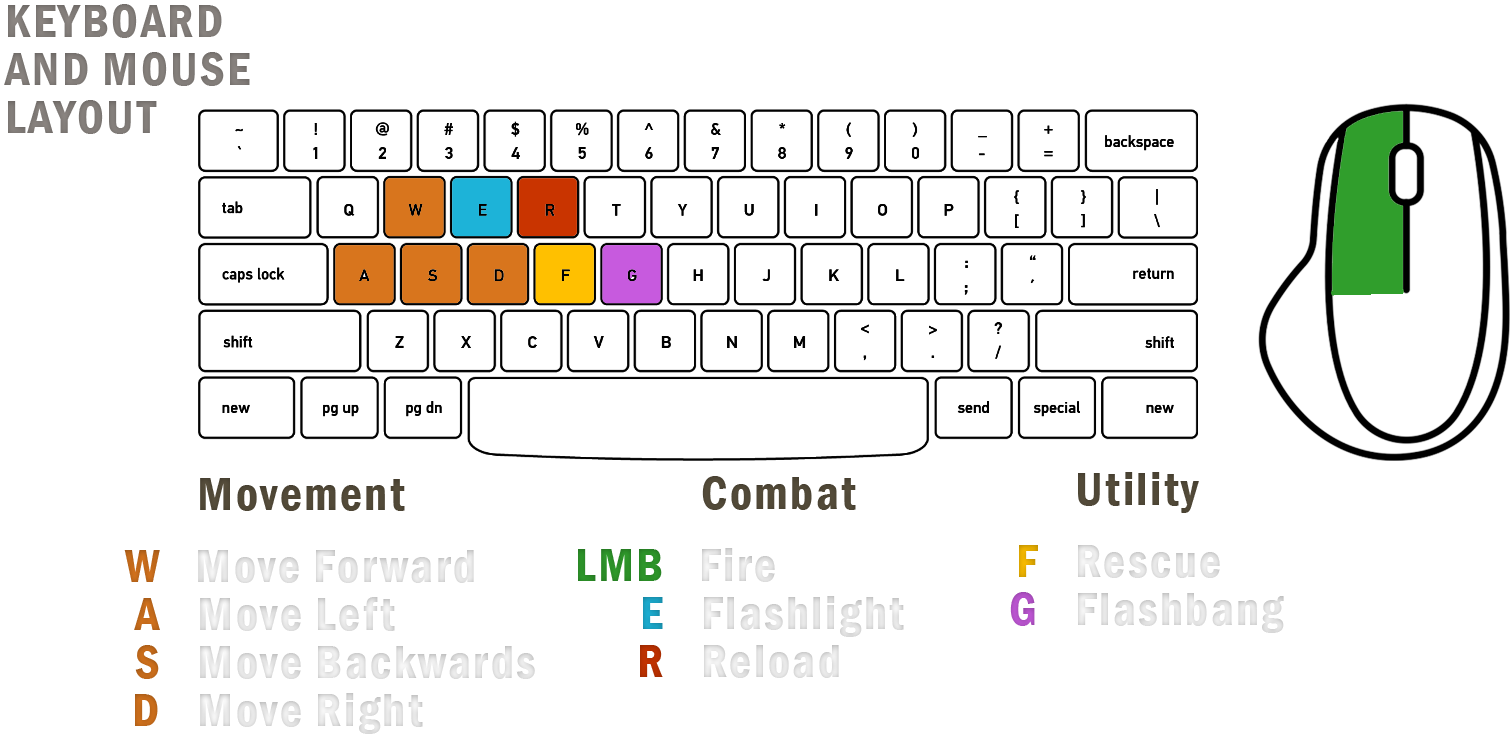 KEYBOARD
AND MOUSE
LAYOUT
~ ! @ # $ % ^ & * ( ) _ +
` 1 2 3 4 5 6 7 8 9 0 - = backspace
tab Q W E R T Y U I O P { [ } ] | \
caps lock A S D F G H J K L : ; “ , return
shift Z X C V B N M < , > . ? / shift
new pg up pg dn send special new
Movement Combat Utility
W Move Forward LMB Fire F Rescue
A Move Left E Flashlight G Flashbang
S Move Backwards R Reload
D Move Right